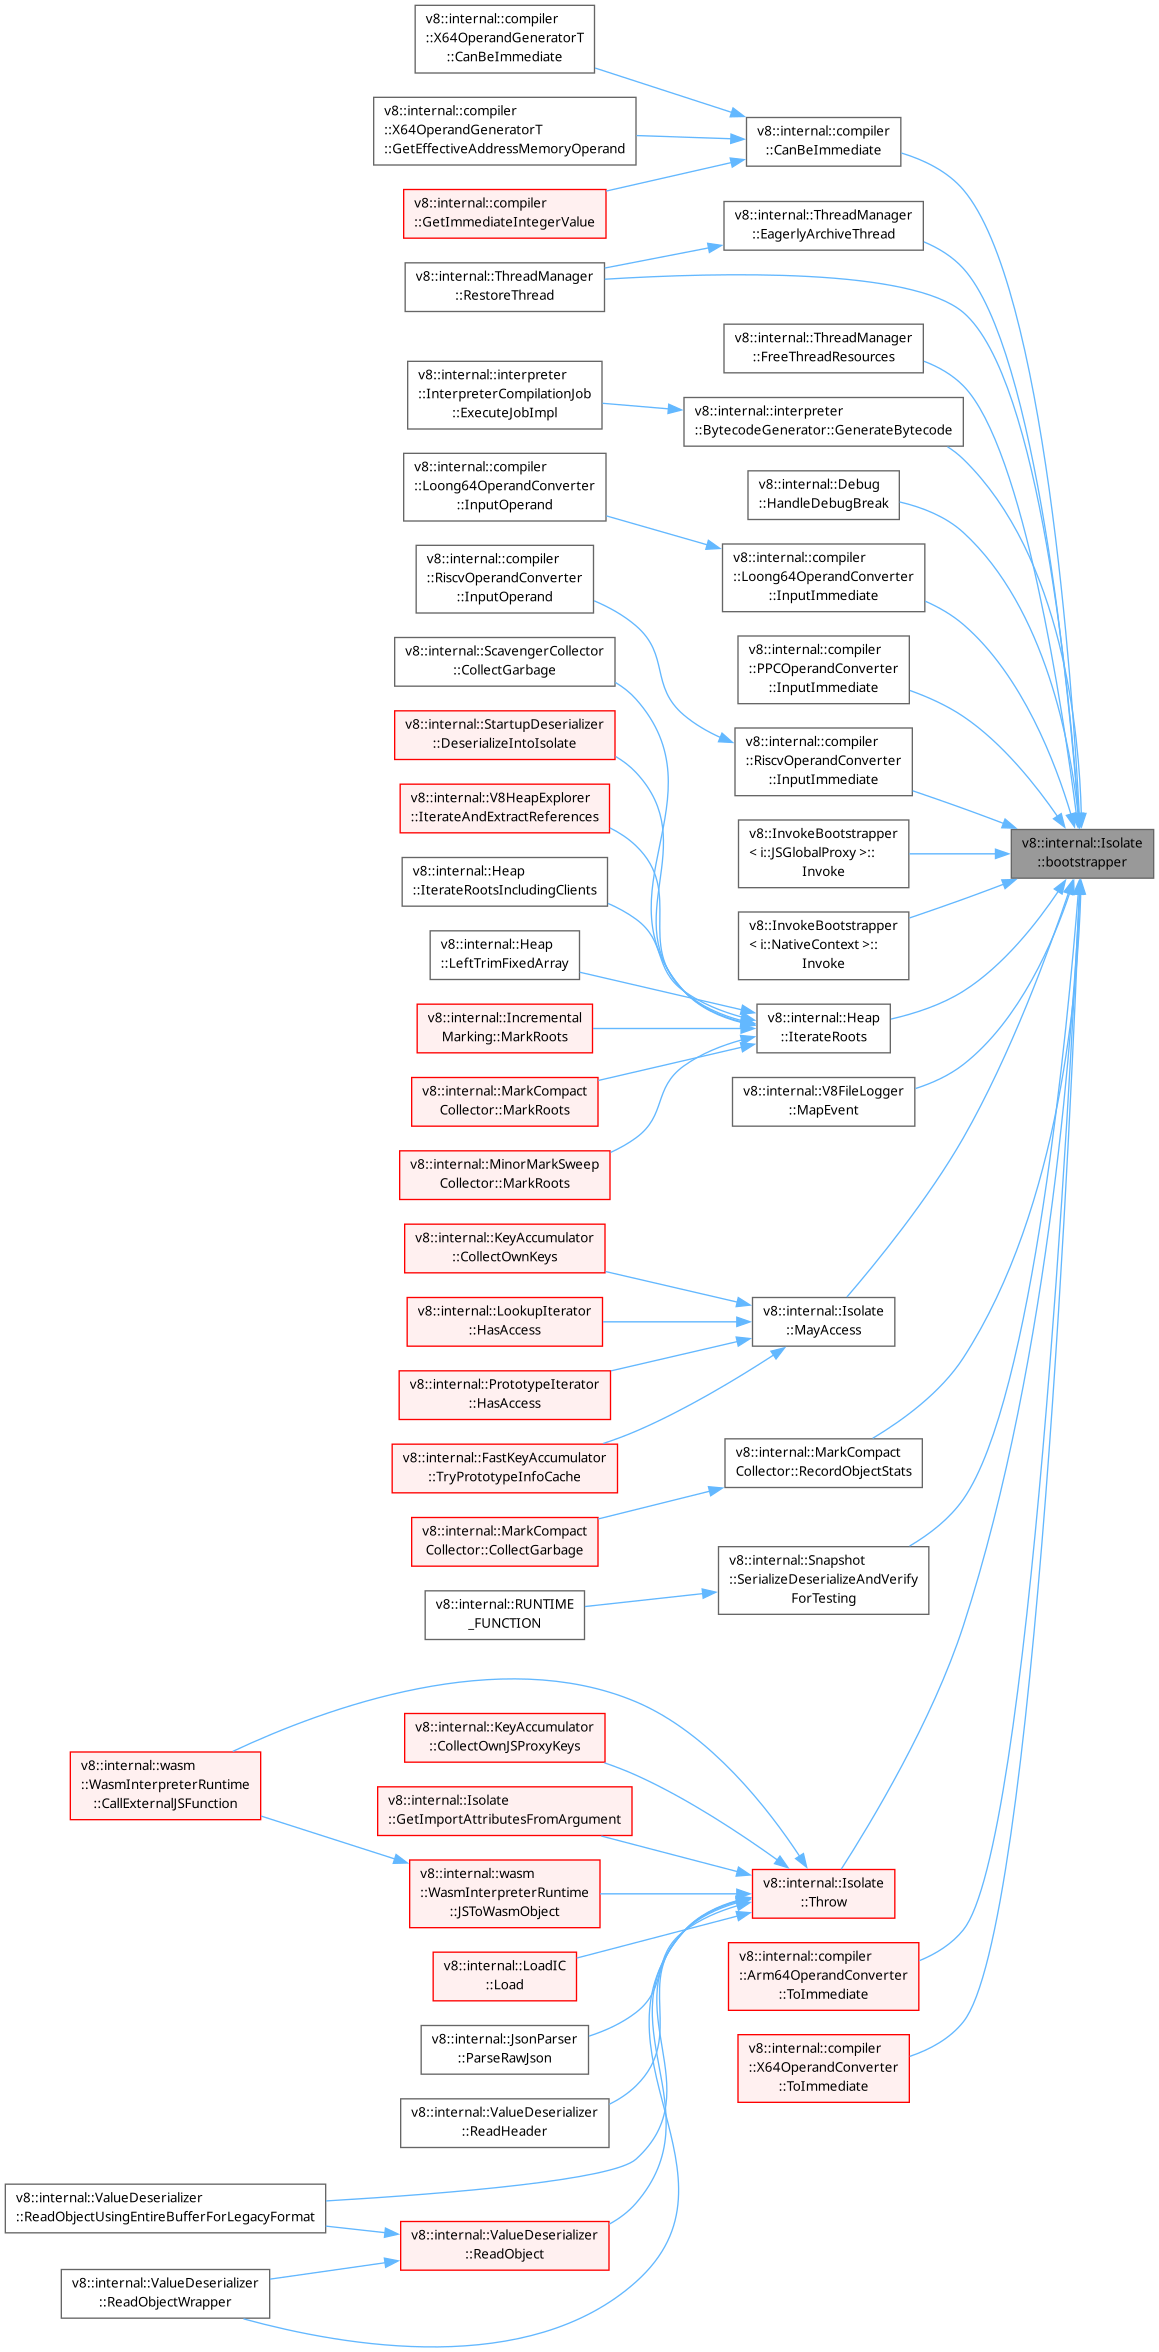 v8::internal::compiler
::X64OperandGeneratorT
::CanBeImmediate
v8::internal::compiler
::X64OperandGeneratorT
::GetEffectiveAddressMemoryOperand
v8::internal::compiler
::CanBeImmediate
v8::internal::compiler
::GetImmediateIntegerValue
v8::internal::ThreadManager
::EagerlyArchiveThread
v8::internal::ThreadManager
::RestoreThread
v8::internal::ThreadManager
::FreeThreadResources
v8::internal::interpreter
::InterpreterCompilationJob
::ExecuteJobImpl
v8::internal::interpreter
::BytecodeGenerator::GenerateBytecode
v8::internal::compiler
::Loong64OperandConverter
::InputOperand
v8::internal::Debug
::HandleDebugBreak
v8::internal::compiler
::RiscvOperandConverter
::InputOperand
v8::internal::compiler
::Loong64OperandConverter
::InputImmediate
v8::internal::ScavengerCollector
::CollectGarbage
v8::internal::compiler
::PPCOperandConverter
::InputImmediate
v8::internal::StartupDeserializer
::DeserializeIntoIsolate
v8::internal::compiler
::RiscvOperandConverter
::InputImmediate
v8::internal::V8HeapExplorer
::IterateAndExtractReferences
v8::InvokeBootstrapper
< i::JSGlobalProxy >::
Invoke
v8::internal::Isolate
::bootstrapper
v8::internal::Heap
::IterateRootsIncludingClients
v8::InvokeBootstrapper
< i::NativeContext >::
Invoke
v8::internal::Heap
::LeftTrimFixedArray
v8::internal::Incremental
Marking::MarkRoots
v8::internal::Heap
::IterateRoots
v8::internal::MarkCompact
Collector::MarkRoots
v8::internal::V8FileLogger
::MapEvent
v8::internal::MinorMarkSweep
Collector::MarkRoots
v8::internal::KeyAccumulator
::CollectOwnKeys
v8::internal::LookupIterator
::HasAccess
v8::internal::Isolate
::MayAccess
v8::internal::PrototypeIterator
::HasAccess
v8::internal::FastKeyAccumulator
::TryPrototypeInfoCache
v8::internal::MarkCompact
Collector::RecordObjectStats
v8::internal::MarkCompact
Collector::CollectGarbage
v8::internal::Snapshot
::SerializeDeserializeAndVerify
ForTesting
v8::internal::RUNTIME
_FUNCTION
v8::internal::KeyAccumulator
::CollectOwnJSProxyKeys
v8::internal::wasm
::WasmInterpreterRuntime
::CallExternalJSFunction
v8::internal::Isolate
::GetImportAttributesFromArgument
v8::internal::wasm
::WasmInterpreterRuntime
::JSToWasmObject
v8::internal::Isolate
::Throw
v8::internal::LoadIC
::Load
v8::internal::compiler
::Arm64OperandConverter
::ToImmediate
v8::internal::JsonParser
::ParseRawJson
v8::internal::compiler
::X64OperandConverter
::ToImmediate
v8::internal::ValueDeserializer
::ReadHeader
v8::internal::ValueDeserializer
::ReadObjectUsingEntireBufferForLegacyFormat
v8::internal::ValueDeserializer
::ReadObject
v8::internal::ValueDeserializer
::ReadObjectWrapper